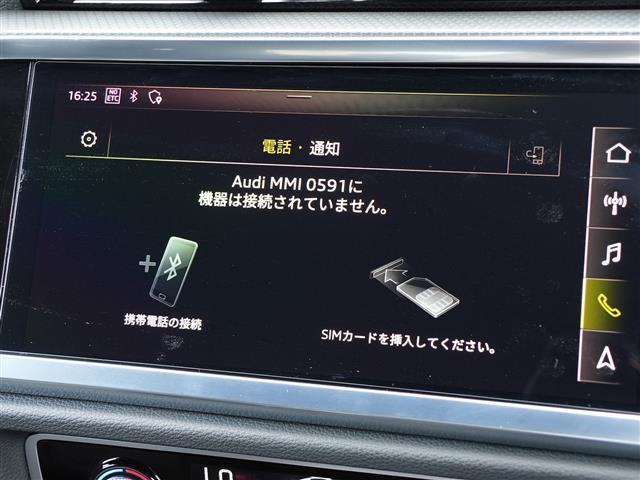 16:25 NO
ETC
電話・通知
Audi MMI 0591に
機器は接続されていません。
携帯電話の接続
SIMカードを挿入してください。